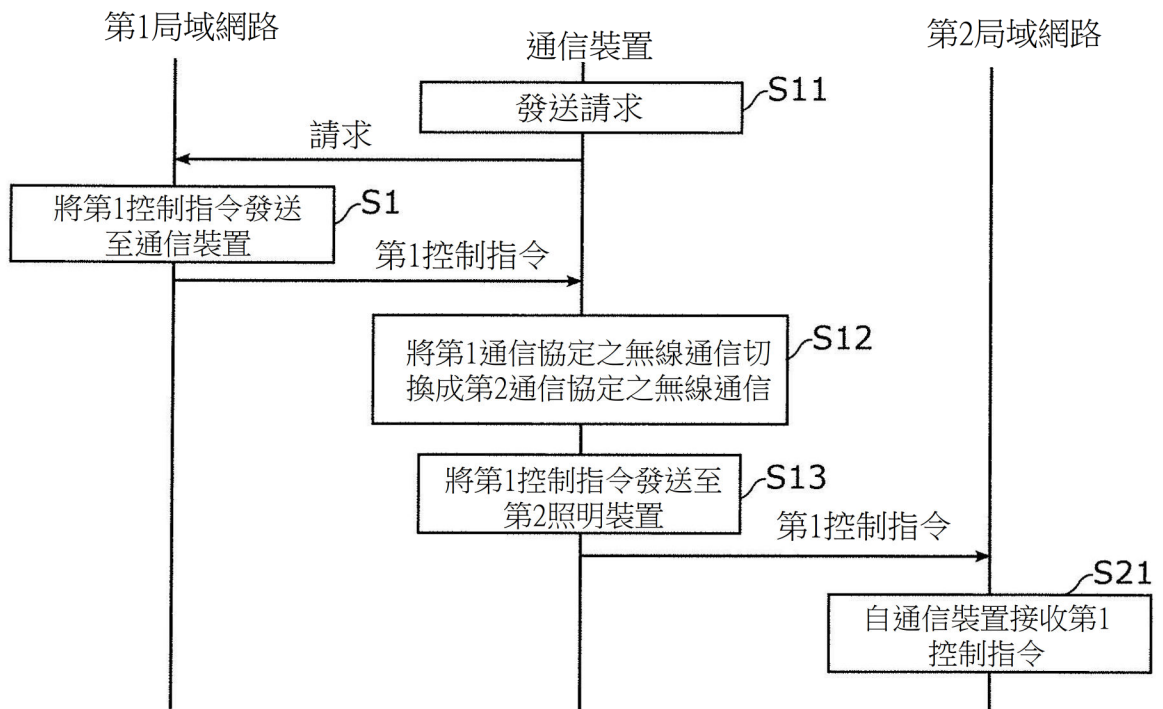 第1局域網路
通信裝置
第2局域網路
發送請求
S11
請求
將第1控制指令發送
至通信裝置
S1
第1控制指令
將第1通信協定之無線通信切
換成第2通信協定之無線通信
S12
將第1控制指令發送至
第2照明裝置
S13
第1控制指令
S21
自通信裝置接收第1
控制指令